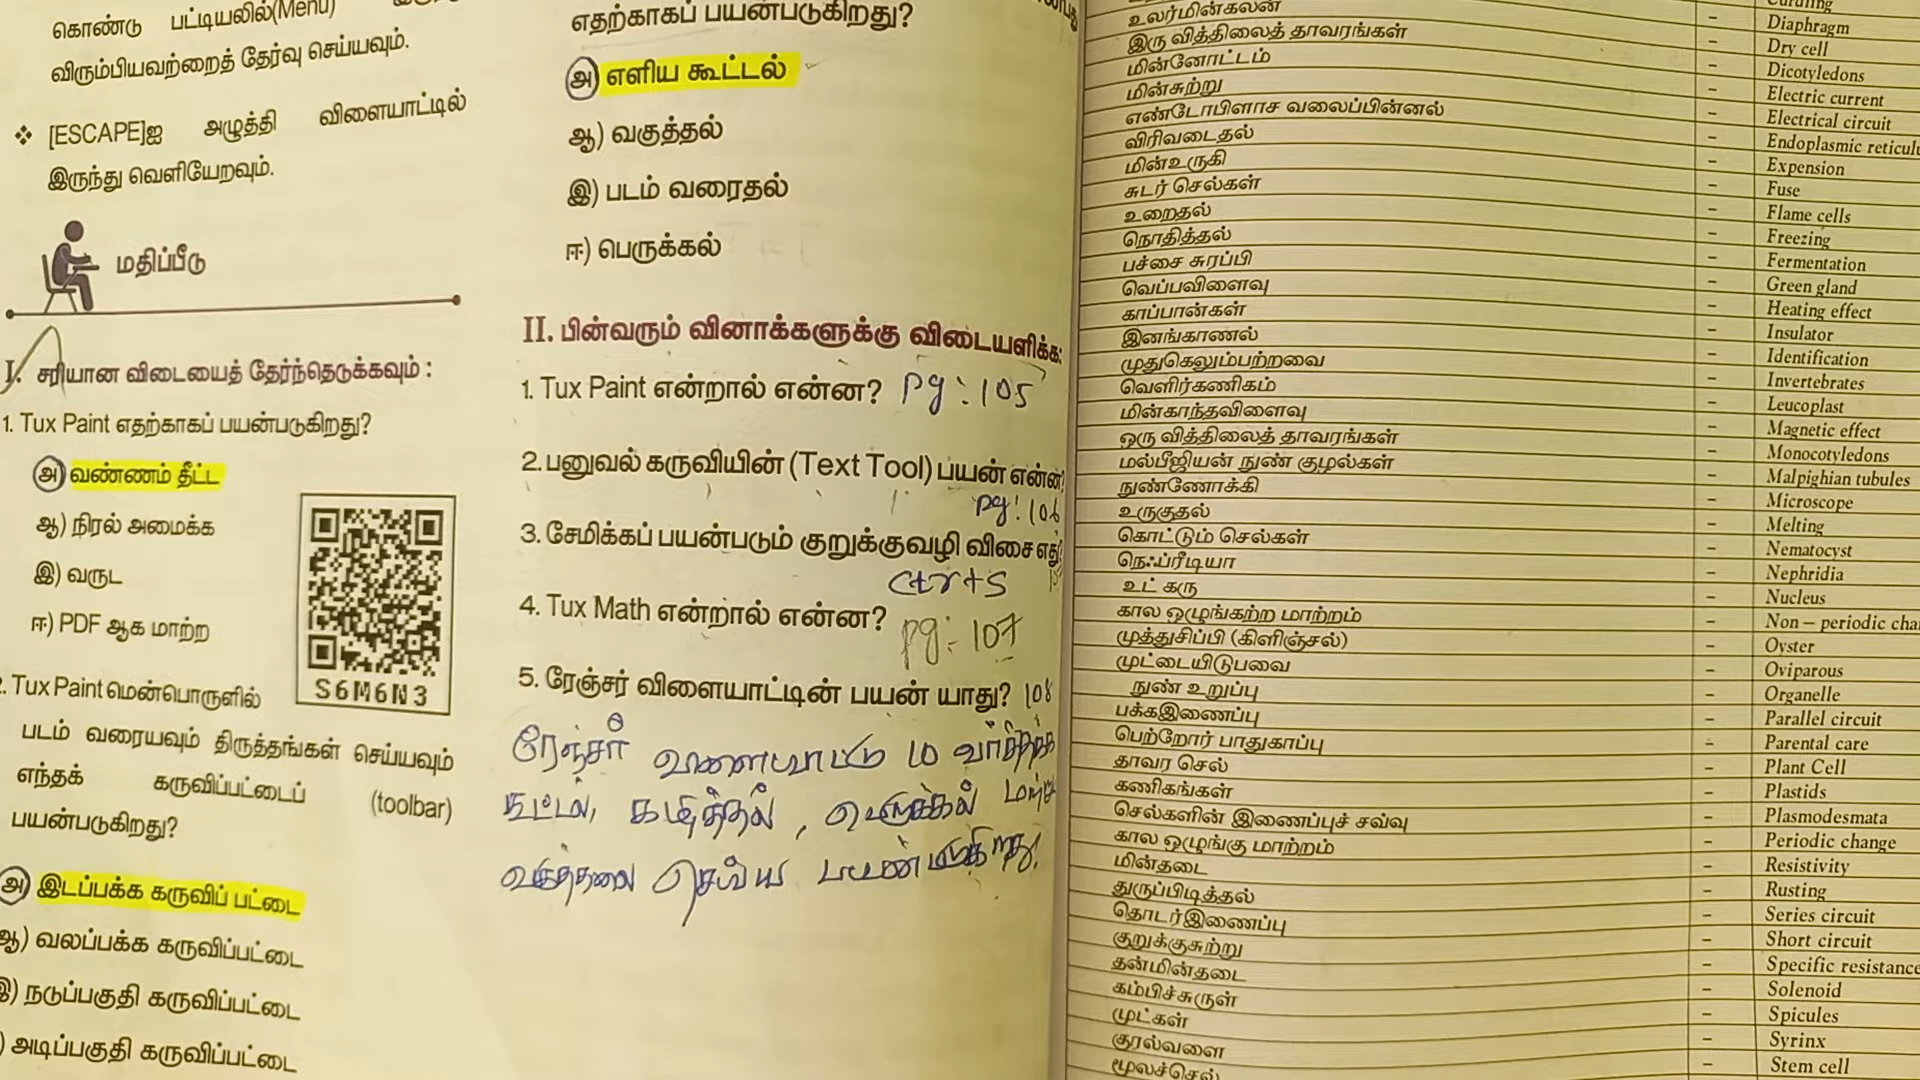 கொண்டு பட்டியலில்(Menu)
விரும்பியவற்றைத் தேர்வு செய்யவும்.
❖ [ESCAPE]ஐ அழுத்தி விளையாட்டில்
இருந்து வெளியேறவும்.
மதிப்பீடு
I. சரியான விடையைத் தேர்ந்தெடுக்கவும் :
1. Tux Paint எதற்காகப் பயன்படுகிறது?
அ) வண்ணம் தீட்ட
ஆ) நிரல் அமைக்க
இ) வருட
ஈ) PDF ஆக மாற்ற
S6M6N3
2. Tux Paint மென்பொருளில்
படம் வரையவும் திருத்தங்கள் செய்யவும்
எந்தக் கருவிப்பட்டைப் (toolbar)
பயன்படுகிறது?
அ) இடப்பக்க கருவிப் பட்டை
ஆ) வலப்பக்க கருவிப்பட்டை
இ) நடுப்பகுதி கருவிப்பட்டை
) அடிப்பகுதி கருவிப்பட்டை
எதற்காகப் பயன்படுகிறது?
அ) எளிய கூட்டல்
ஆ) வகுத்தல்
இ) படம் வரைதல்
ஈ) பெருக்கல்
II. பின்வரும் வினாக்களுக்கு விடையளிக்க:
1. Tux Paint என்றால் என்ன? Pg : 105
2. பனுவல் கருவியின் (Text Tool) பயன் என்ன?
Pg: 106
3. சேமிக்கப் பயன்படும் குறுக்குவழி விசை எது?
ctr+s
4. Tux Math என்றால் என்ன?
pg: 107
5. ரேஞ்சர் விளையாட்டின் பயன் யாது? 108
ரேஞ்சர்
கழித்தல், பெருக்கல்
செய்ய பயன்படுகிறது.
Diaphragm
உலர்மின்கலன் – Dry cell
இரு வித்திலைத் தாவரங்கள் – Dicotyledons
மின்னோட்டம் – Electric current
மின்சுற்று – Electrical circuit
எண்டோபிளாச வலைப்பின்னல் – Endoplasmic
விரிவடைதல் – Expension
மின்உருகி – Fuse
சுடர் செல்கள் – Flame cells
உறைதல் – Freezing
நொதித்தல் – Fermentation
பச்சை சுரப்பி – Green gland
வெப்பவிளைவு – Heating effect
காப்பான்கள் – Insulator
இனங்காணல் – Identification
முதுகெலும்பற்றவை – Invertebrates
வெளிர்கணிகம் – Leucoplast
மின்காந்தவிளைவு – Magnetic effect
ஒரு வித்திலைத் தாவரங்கள் – Monocotyledons
மல்பீஜியன் நுண் குழல்கள் – Malpighian tubules
நுண்ணோக்கி – Microscope
உருகுதல் – Melting
கொட்டும் செல்கள் – Nematocyst
நெஃப்ரீடியா – Nephridia
உட் கரு – Nucleus
கால ஒழுங்கற்ற மாற்றம் – Non – periodic
முத்துசிப்பி (கிளிஞ்சல்) – Oyster
முட்டையிடுபவை – Oviparous
நுண் உறுப்பு – Organelle
பக்கஇணைப்பு – Parallel circuit
பெற்றோர் பாதுகாப்பு – Parental care
தாவர செல் – Plant Cell
கணிகங்கள் – Plastids
செல்களின் இணைப்புச் சவ்வு – Plasmodesmata
கால ஒழுங்கு மாற்றம் – Periodic change
மின்தடை – Resistivity
துருப்பிடித்தல் – Rusting
தொடர்இணைப்பு – Series circuit
குறுக்குசுற்று – Short circuit
தன்மின்தடை – Specific resistance
கம்பிச்சுருள் – Solenoid
முட்கள் – Spicules
குரல்வளை – Syrinx
மூலச்செல் – Stem cell